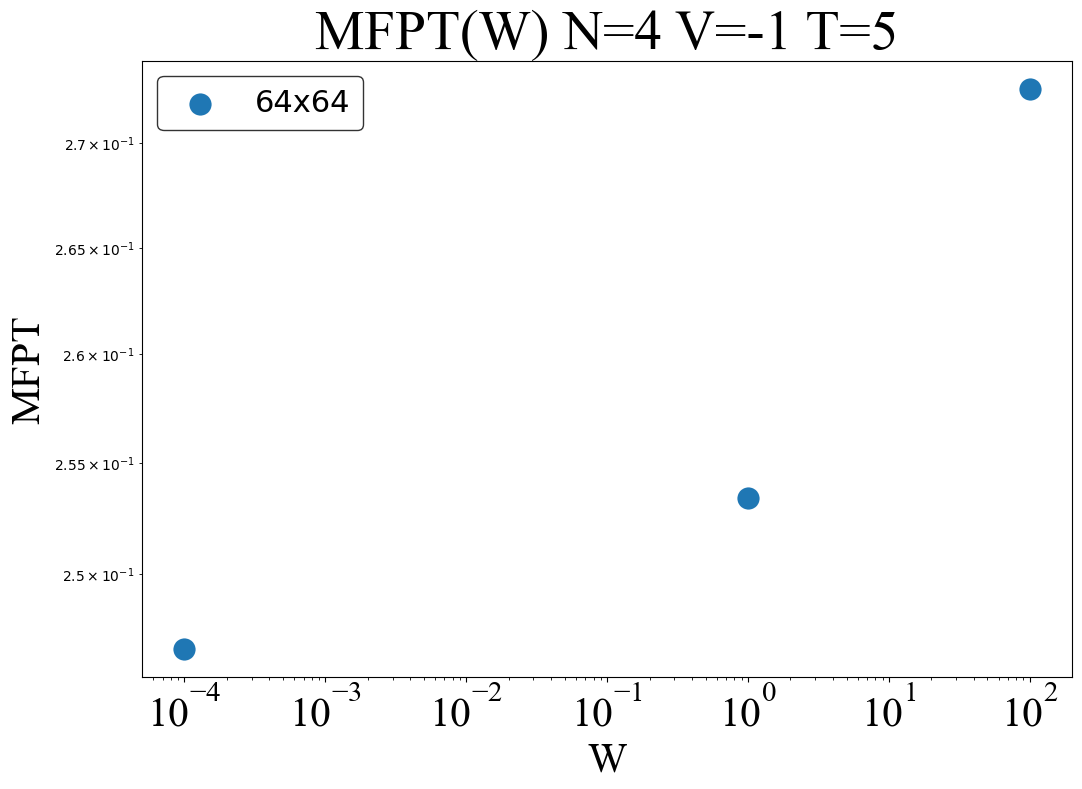 MFPT(W) N=4 V=-1 T=5
64x64
MFPT
2.7 × 10⁻¹
2.65 × 10⁻¹
2.6 × 10⁻¹
2.55 × 10⁻¹
2.5 × 10⁻¹
10⁻⁴ 10⁻³ 10⁻² 10⁻¹ 10⁰ 10¹ 10²
W